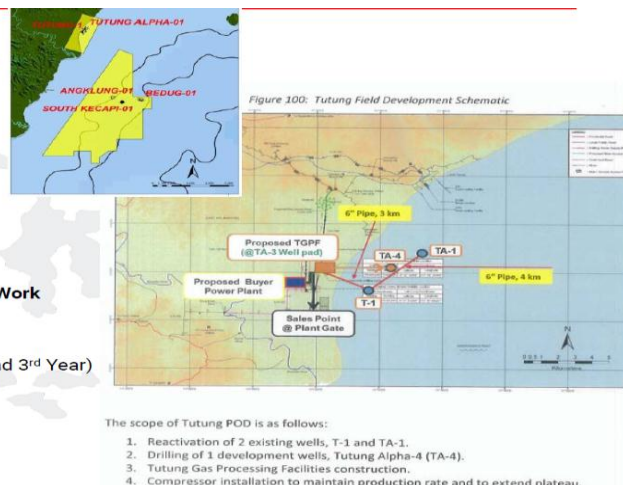 TUTUNG ALPHA-01
ANGKLUNG-01
BEDUG-01
SOUTH KECAPI-01
N
Figure 100: Tutung Field Development Schematic
6" Pipe, 3 km
Proposed TGPF
(@TA-3 Well pad)
TA-4
TA-1
6" Pipe, 4 km
Proposed Buyer
Power Plant
T-1
Sales Point
@ Plant Gate
N
Work
nd 3rd Year)
The scope of Tutung POD is as follows:
1. Reactivation of 2 existing wells, T-1 and TA-1.
2. Drilling of 1 development wells, Tutung Alpha-4 (TA-4).
3. Tutung Gas Processing Facilities construction.
4. Compressor installation to maintain production rate and to extend plateau.